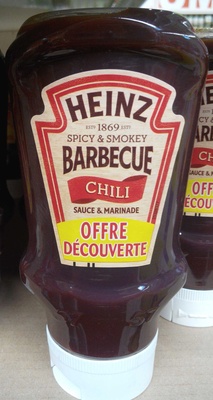 HEINZ
ESTD 1869
SPICY & SMOKEY
BARBECUE
CHILI
SAUCE & MARINADE
OFFRE
DÉCOUVERTE